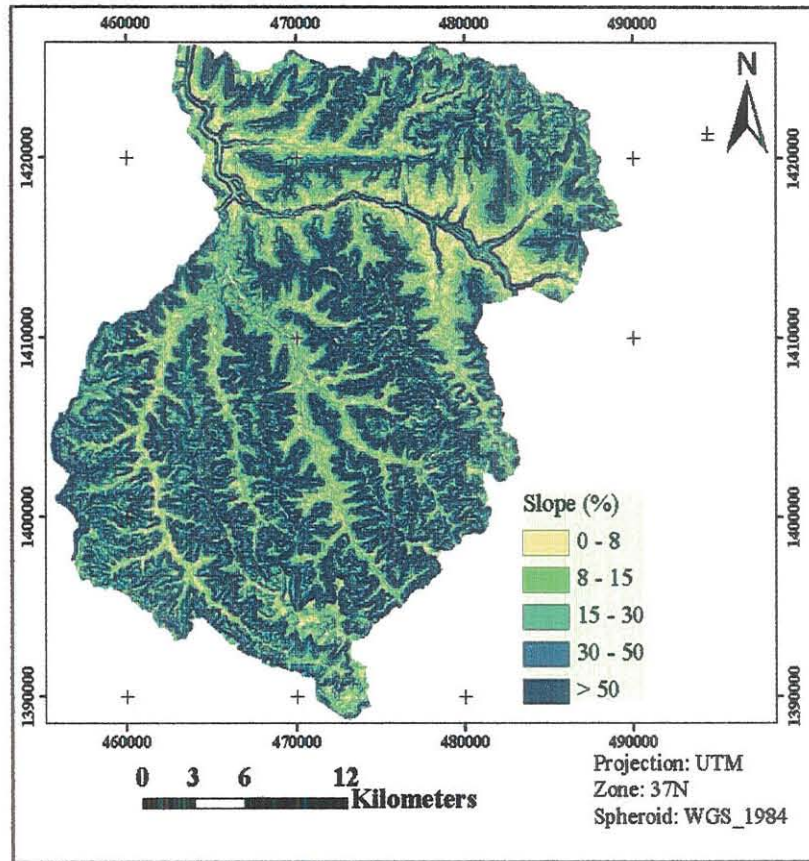 460000 470000 480000 490000
N
1420000 1420000
1410000 1410000
1400000 1400000
1390000 1390000
Slope (%)
0 - 8
8 - 15
15 - 30
30 - 50
> 50
460000 470000 480000 490000
0 3 6 12
Kilometers
Projection: UTM
Zone: 37N
Spheroid: WGS_1984